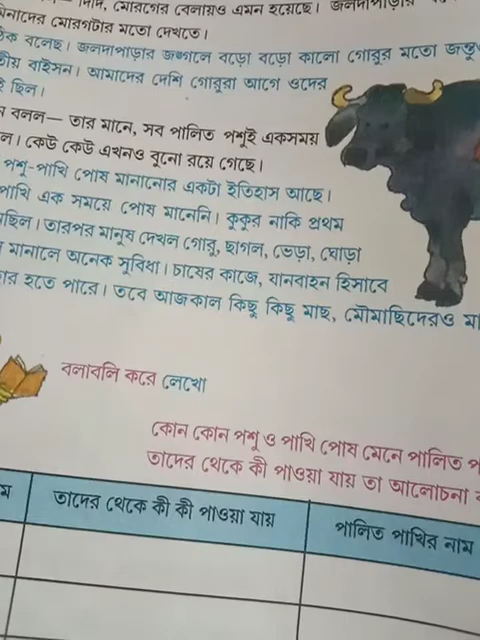 দিদি, মোরগের বেলায়ও এমন হয়েছে। জলদাপাড়ার
মোরগটার মতো দেখতে।
বলেছ। জলদাপাড়ার জঙ্গলে বড়ো বড়ো কালো গোরুর মতো জন্তু
বাইসন। আমাদের দেশি গোরুরা আগে ওদের
ছিল।
বলল— তার মানে, সব পালিত পশুই একসময়
কেউ কেউ এখনও বুনো রয়ে গেছে।
পশু-পাখি পোষ মানানোর একটা ইতিহাস আছে।
পাখি এক সময়ে পোষ মানেনি। কুকুর নাকি প্রথম
তারপর মানুষ দেখল গোরু, ছাগল, ভেড়া, ঘোড়া
মানালে অনেক সুবিধা। চাষের কাজে, যানবাহন হিসাবে
হতে পারে। তবে আজকাল কিছু কিছু মাছ, মৌমাছিদেরও
বলাবলি করে লেখো
কোন কোন পশু ও পাখি পোষ মেনে পালিত
তাদের থেকে কী পাওয়া যায় তা আলোচনা
তাদের থেকে কী কী পাওয়া যায়
পালিত পাখির নাম